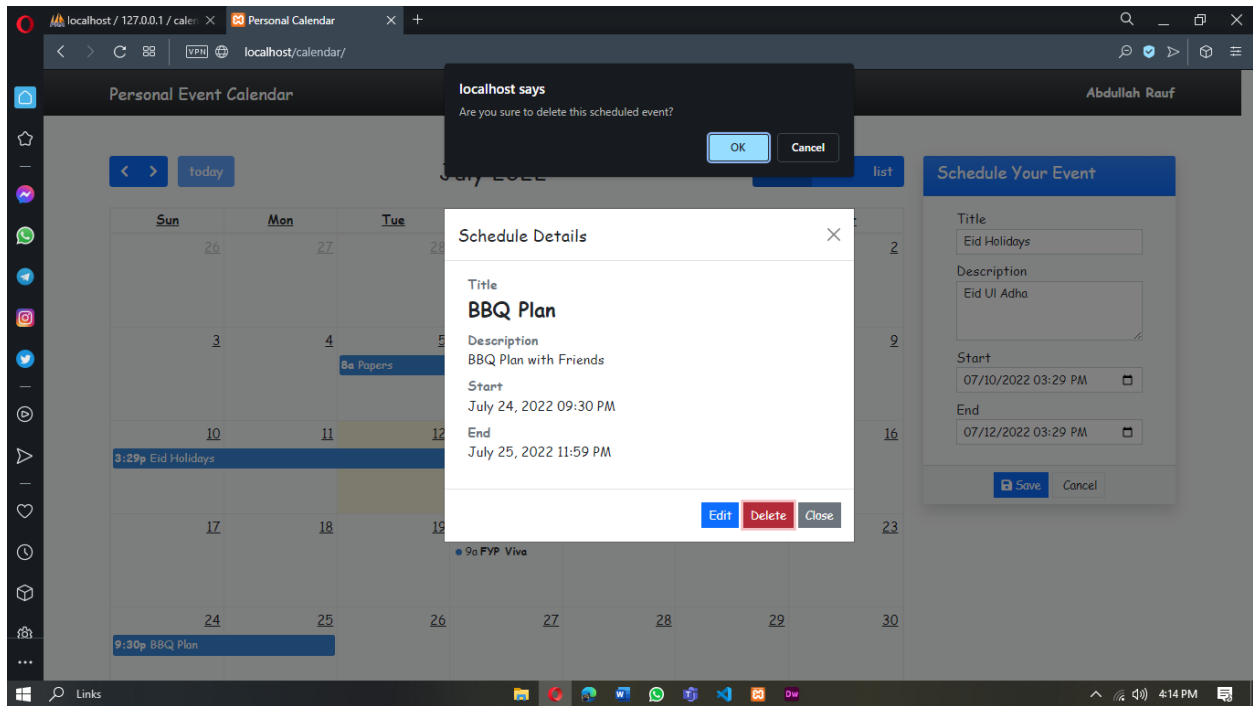 localhost / 127.0.0.1 / calen
Personal Calendar
VPN
localhost/calendar/
Personal Event Calendar
Abdullah Rauf
localhost says
Are you sure to delete this scheduled event?
OK
Cancel
today
list
Sun Mon Tue
26 27 28 2
3 4 5 9
8a Papers
10 11 12 16
3:29p Eid Holidays
17 18 19 23
9a FYP Viva
24 25 26 27 28 29 30
9:30p BBQ Plan
Schedule Details
Title
BBQ Plan
Description
BBQ Plan with Friends
Start
July 24, 2022 09:30 PM
End
July 25, 2022 11:59 PM
Edit Delete Close
Schedule Your Event
Title
Eid Holidays
Description
Eid Ul Adha
Start
07/10/2022 03:29 PM
End
07/12/2022 03:29 PM
Save Cancel
Links
W
Dw
4:14 PM